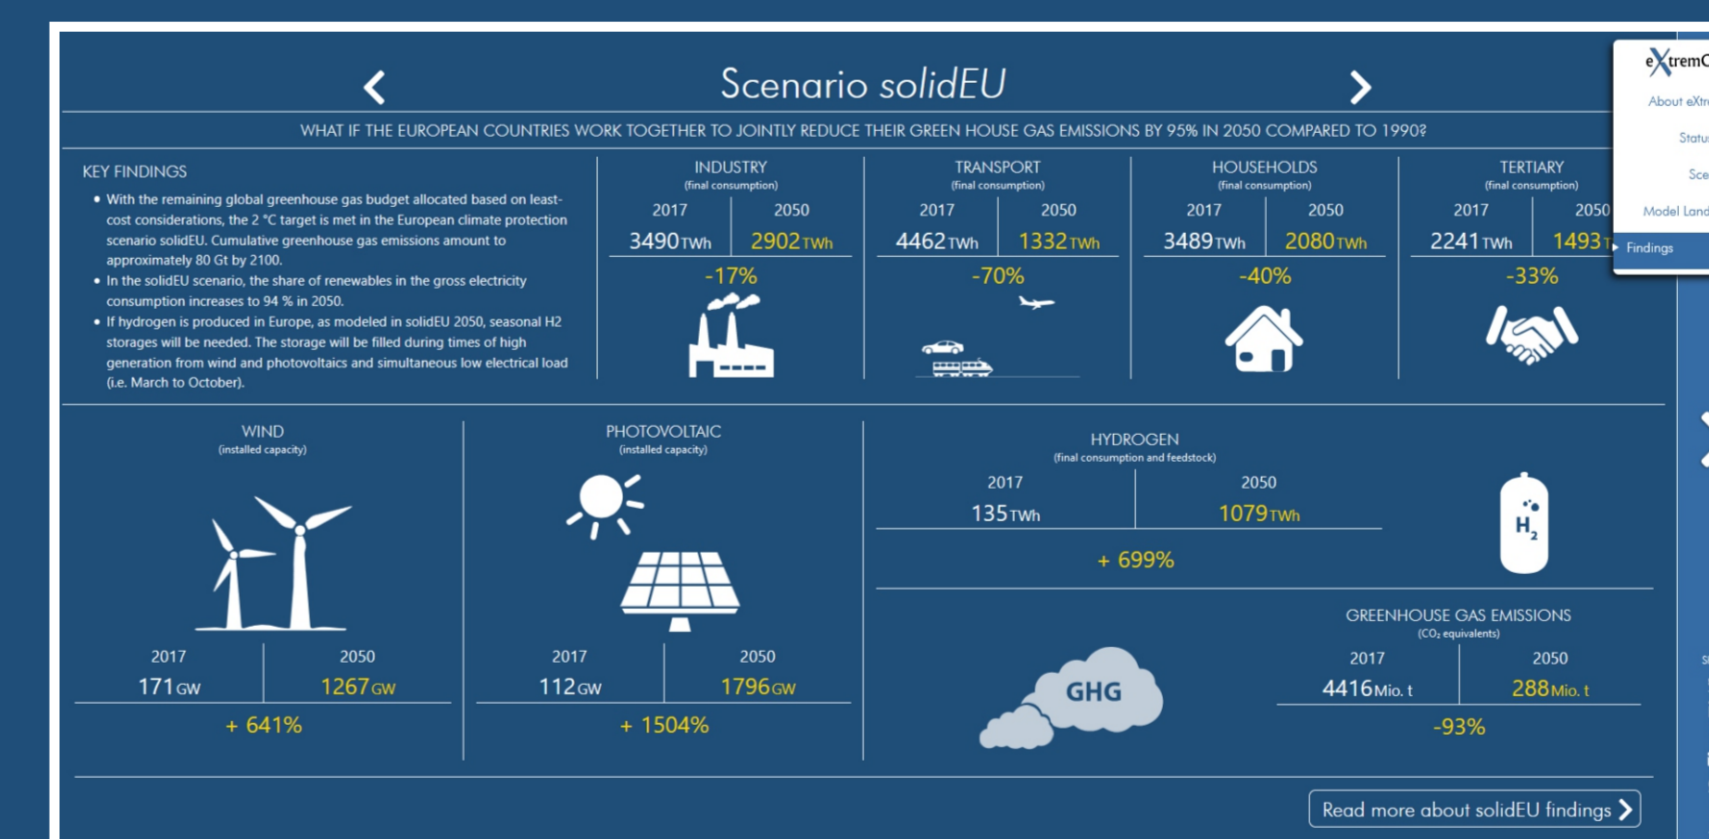 Scenario solidEU
WHAT IF THE EUROPEAN COUNTRIES WORK TOGETHER TO JOINTLY REDUCE THEIR GREEN HOUSE GAS EMISSIONS BY 95% IN 2050 COMPARED TO 1990?
KEY FINDINGS
• With the remaining global greenhouse gas budget allocated based on least-
cost considerations, the 2 °C target is met in the European climate protection
scenario solidEU. Cumulative greenhouse gas emissions amount to
approximately 80 Gt by 2100.
• In the solidEU scenario, the share of renewables in the gross electricity
consumption increases to 94 % in 2050.
• If hydrogen is produced in Europe, as modeled in solidEU 2050, seasonal H2
storages will be needed. The storage will be filled during times of high
generation from wind and photovoltaics and simultaneous low electrical load
(i.e. March to October).
INDUSTRY
(final consumption)
2017 2050
3490 TWh 2902 TWh
-17%
TRANSPORT
(final consumption)
2017 2050
4462 TWh 1332 TWh
-70%
HOUSEHOLDS
(final consumption)
2017 2050
3489 TWh 2080 TWh
-40%
TERTIARY
(final consumption)
2017 2050
2241 TWh 1493 T
-33%
eXtremO
About eXtr
Status
Sce
Model Land
Findings
WIND
(installed capacity)
2017 2050
171 GW 1267 GW
+ 641%
PHOTOVOLTAIC
(installed capacity)
2017 2050
112 GW 1796 GW
+ 1504%
HYDROGEN
(final consumption and feedstock)
2017 2050
135 TWh 1079 TWh
+ 699%
H2
GREENHOUSE GAS EMISSIONS
(CO₂ equivalents)
2017 2050
4416 Mio. t 288 Mio. t
-93%
GHG
Read more about solidEU findings